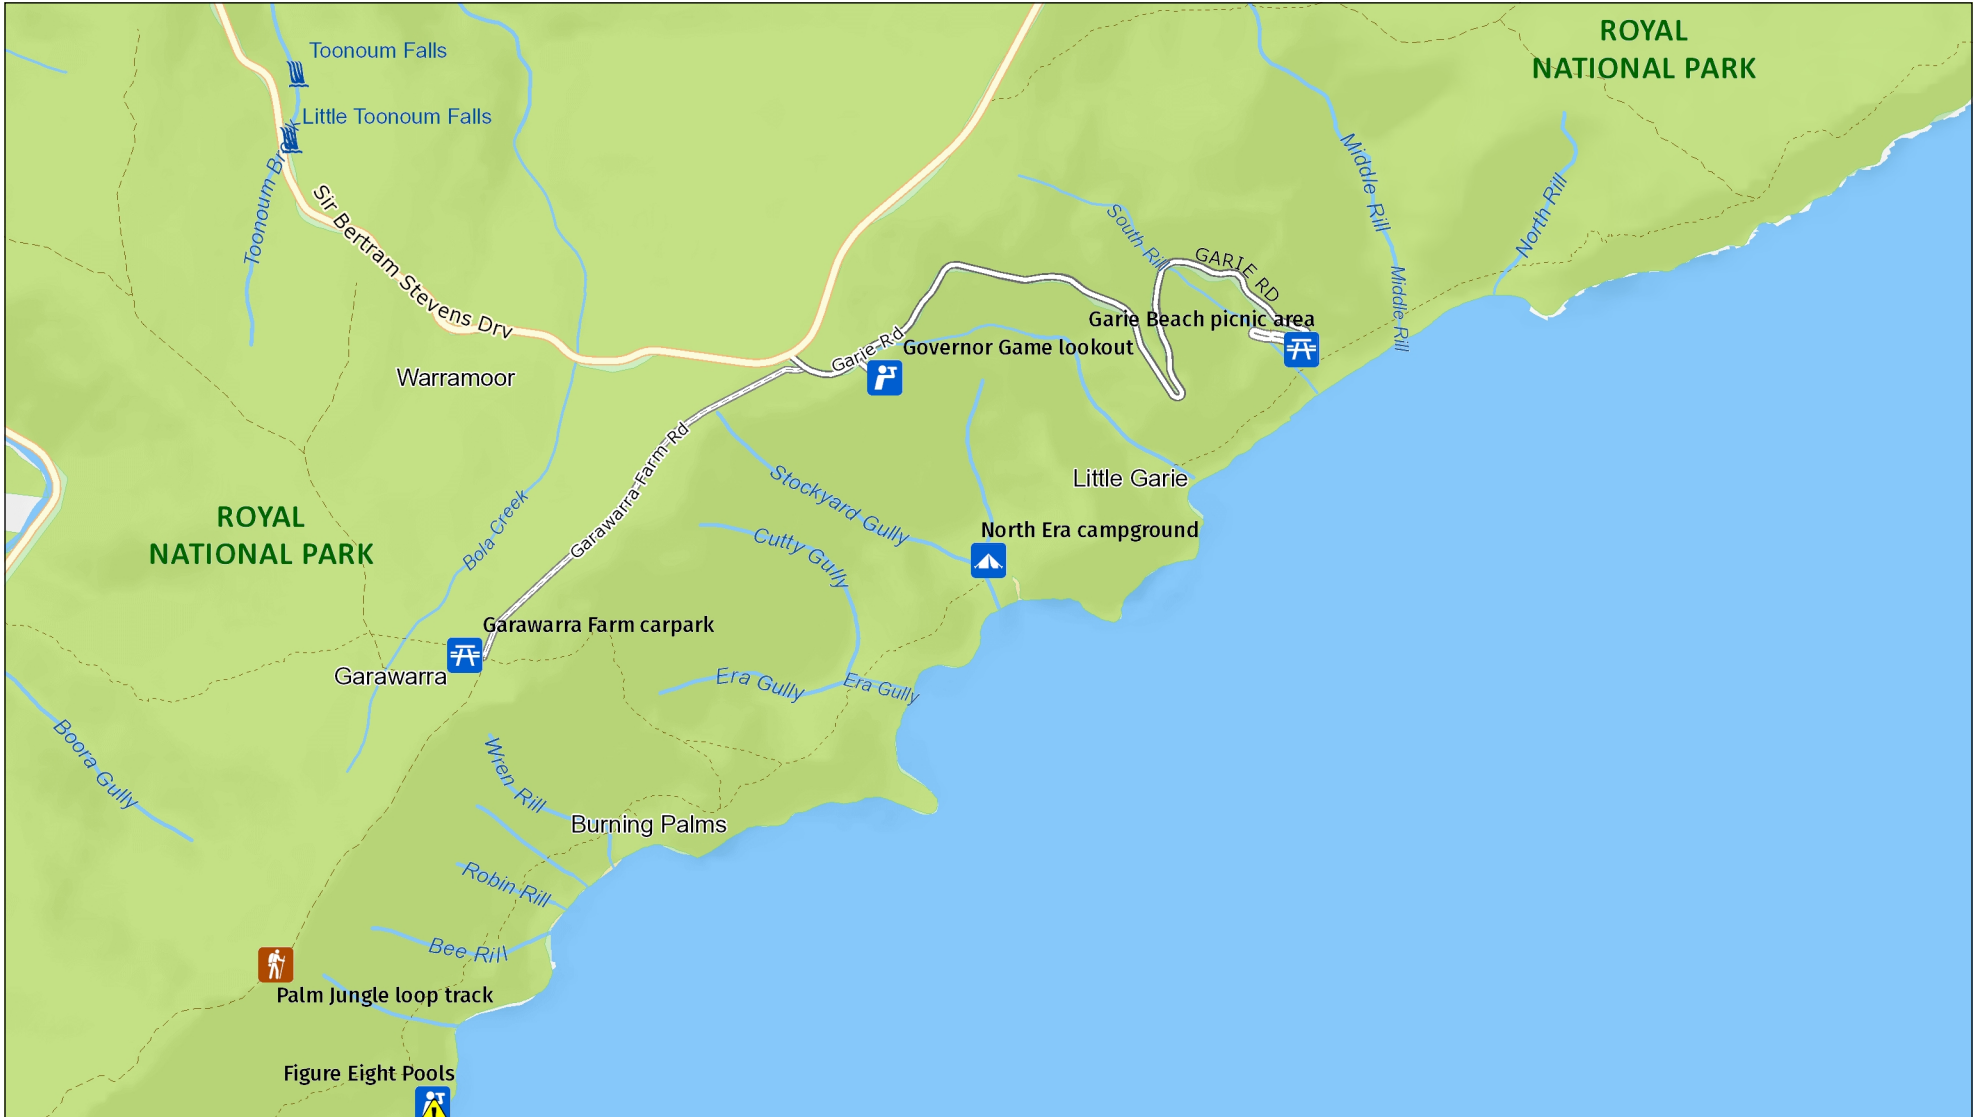 ROYAL
NATIONAL PARK
Toonoum Falls
Little Toonoum Falls
Toonoum Brook
Sir Bertram Stevens Drv
Middle Rill
North Rill
South Rill
GARIE RD
Middle Rill
Garie Beach picnic area
Garie Rd
Governor Game lookout
Warramoor
Garawarra Farm Rd
Stockyard Gully
Little Garie
ROYAL
NATIONAL PARK
Bola Creek
Cutty Gully
North Era campground
Garawarra Farm carpark
Garawarra
Era Gully
Era Gully
Boora Gully
Wren Rill
Burning Palms
Robin Rill
Bee Rill
Palm Jungle loop track
Figure Eight Pools